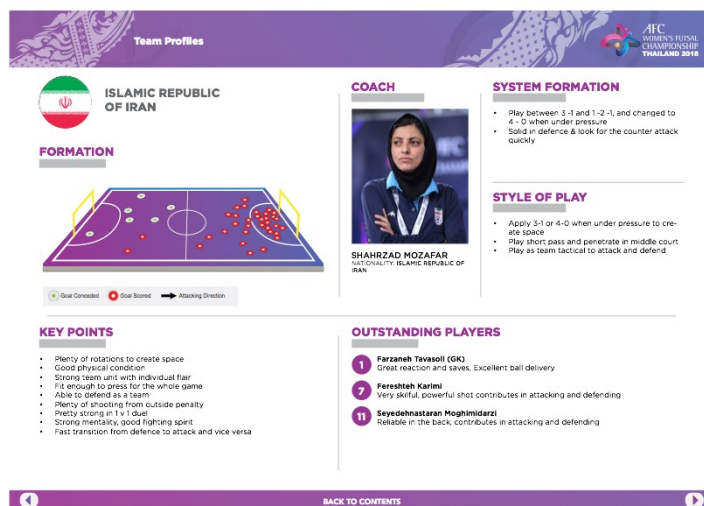 Team Profiles
AFC
WOMEN'S FUTSAL
CHAMPIONSHIP
THAILAND 2018
ISLAMIC REPUBLIC
OF IRAN
FORMATION
Goal Conceded
Goal Scored
Attacking Direction
COACH
SHAHRZAD MOZAFAR
NATIONALITY: ISLAMIC REPUBLIC OF
IRAN
SYSTEM FORMATION
• Play between 3 -1 and 1 -2 -1, and changed to
4 - 0 when under pressure
• Solid in defence & look for the counter attack
quickly
STYLE OF PLAY
• Apply 3-1 or 4-0 when under pressure to cre-
ate space
• Play short pass and penetrate in middle court
• Play as team tactical to attack and defend
KEY POINTS
• Plenty of rotations to create space
• Good physical condition
• Strong team unit with individual flair
• Fit enough to press for the whole game
• Able to defend as a team
• Plenty of shooting from outside penalty
• Pretty strong in 1 v 1 duel
• Strong mentality, good fighting spirit
• Fast transition from defence to attack and vice versa
OUTSTANDING PLAYERS
1 Farzaneh Tavasoli (GK)
Great reaction and saves, Excellent ball delivery
7 Fereshteh Karimi
Very skilful, powerful shot contributes in attacking and defending
11 Seyedehnastaran Moghimidarzi
Reliable in the back, contributes in attacking and defending
BACK TO CONTENTS